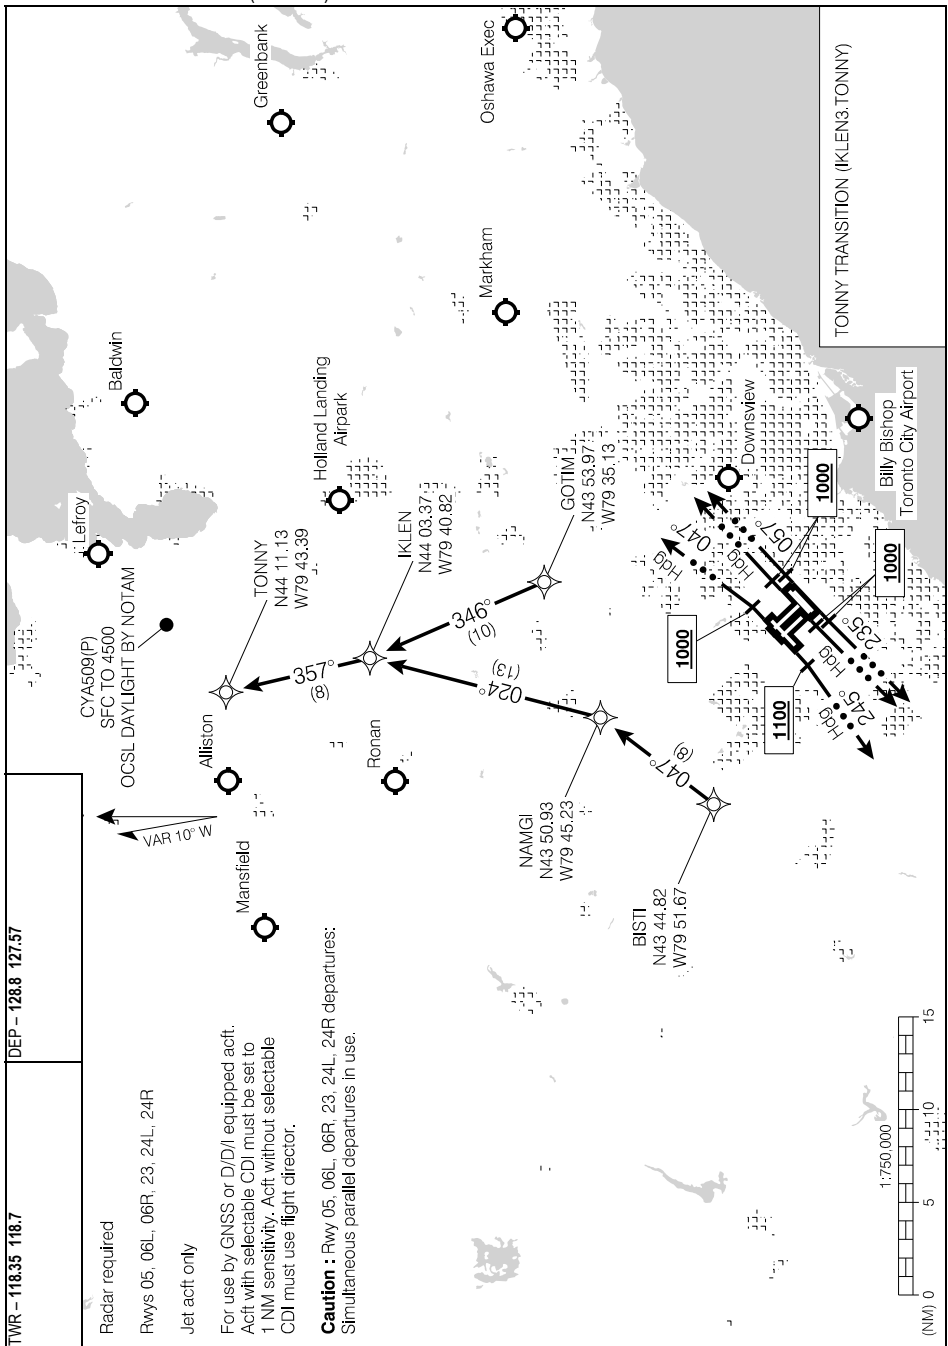 TWR – 118.35 118.7
DEP – 128.8 127.57
Radar required
Rwys 05, 06L, 06R, 23, 24L, 24R
Jet acft only
For use by GNSS or D/D/I equipped acft.
Acft with selectable CDI must be set to
1 NM sensitivity. Acft without selectable
CDI must use flight director.
Caution : Rwy 05, 06L, 06R, 23, 24L, 24R departures:
Simultaneous parallel departures in use.
VAR 10° W
CYA509(P)
SFC TO 4500
OCSL DAYLIGHT BY NOTAM
Lefroy
Baldwin
Greenbank
Mansfield
Alliston
TONNY
N44 11.13
W79 43.39
Holland Landing
Airpark
357°
(8)
Ronan
IKLEN
N44 03.37
W79 40.82
Markham
Oshawa Exec
346°
(10)
024°
(13)
GOTIM
N43 53.97
W79 35.13
NAMGI
N43 50.93
W79 45.23
047°
(8)
BISTI
N43 44.82
W79 51.67
Downsview
Hdg
047°
Hdg
057°
1000
1000
1000
1100
Hdg
235°
Hdg
245°
Billy Bishop
Toronto City Airport
TONNY TRANSITION (IKLEN3.TONNY)
1:750,000
(NM) 0 5 10 15